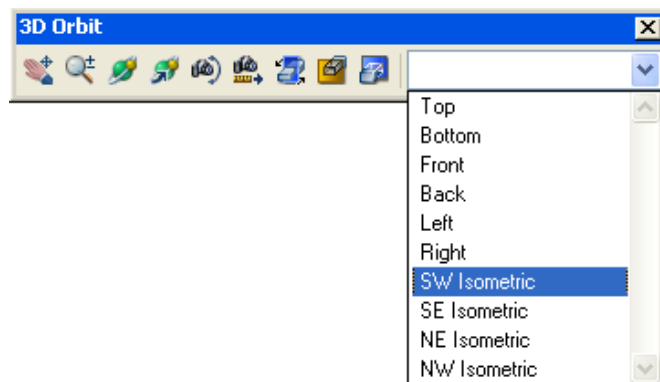 3D Orbit
Top
Bottom
Front
Back
Left
Right
SW Isometric
SE Isometric
NE Isometric
NW Isometric